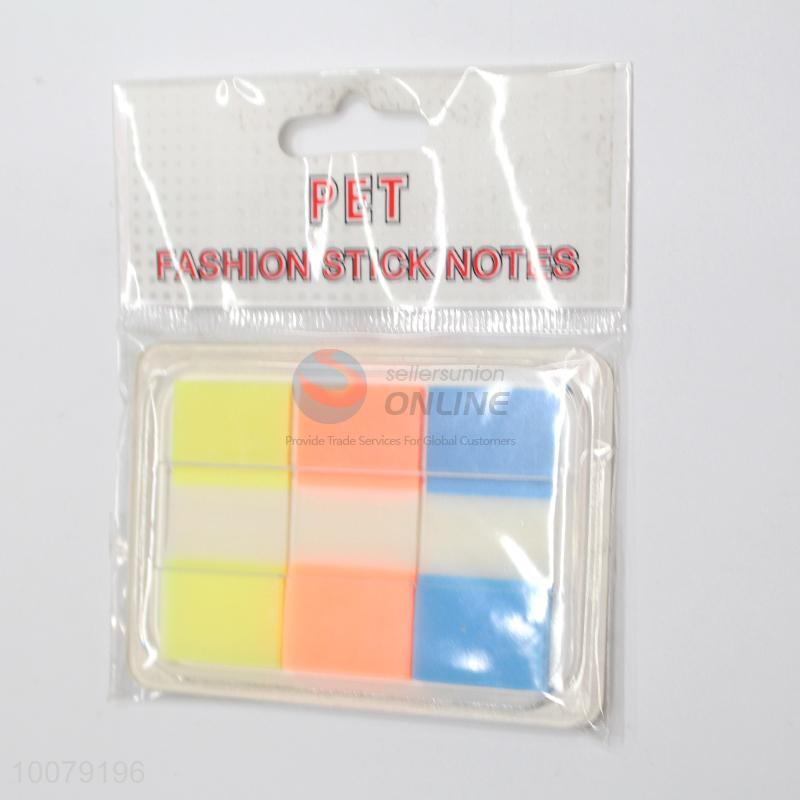 PET
FASHION STICK NOTES
sellersunion
ONLINE
Provide Trade Services For Global Customers
10079196